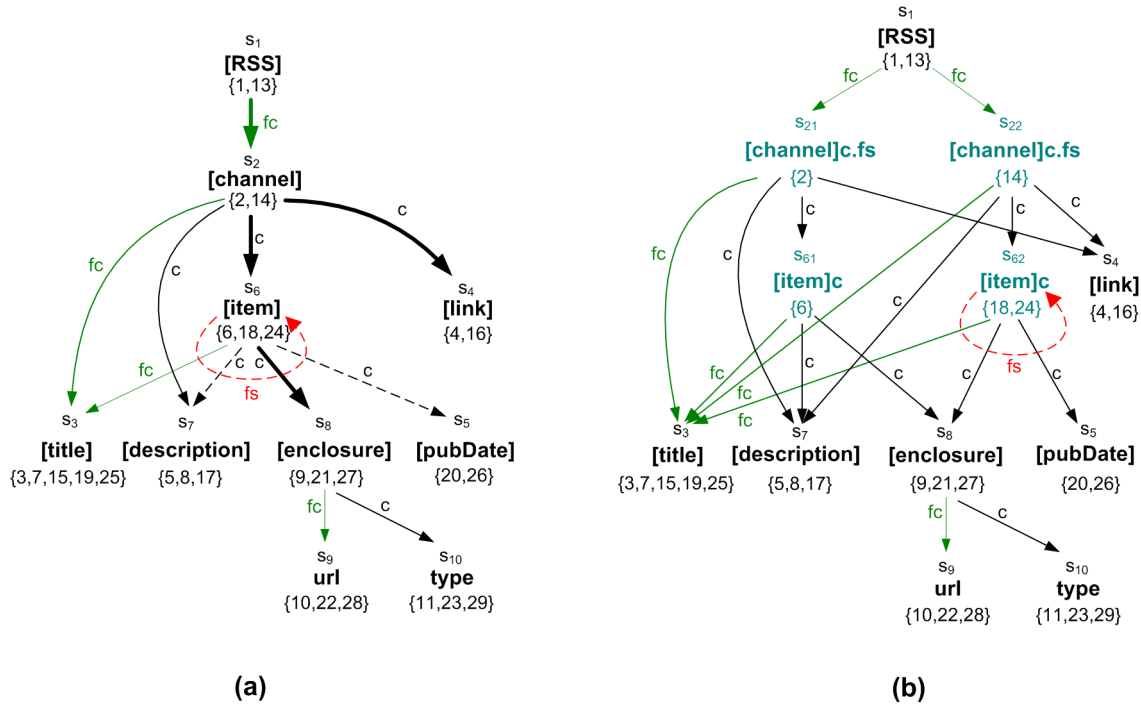 s1
[RSS]
{1,13}
fc
s2
[channel]
{2,14}
c
fc
c
c
s6
[item]
{6,18,24}
s4
[link]
{4,16}
fc
c c
c
fs
s3
s7
s8
s5
[title]
[description]
[enclosure]
[pubDate]
{3,7,15,19,25}
{5,8,17}
{9,21,27}
{20,26}
fc
c
s9
s10
url
type
{10,22,28}
{11,23,29}
(a)
s1
[RSS]
{1,13}
fc
fc
s21
s22
[channel]c.fs
[channel]c.fs
{2}
{14}
c
c
c
fc
s61
s62
s4
[item]c
[item]c
[link]
{6}
{18,24}
{4,16}
c
c
fc
c
c
c
fs
fc
fc
s3
s7
s8
s5
[title]
[description]
[enclosure]
[pubDate]
{3,7,15,19,25}
{5,8,17}
{9,21,27}
{20,26}
fc
c
s9
s10
url
type
{10,22,28}
{11,23,29}
(b)